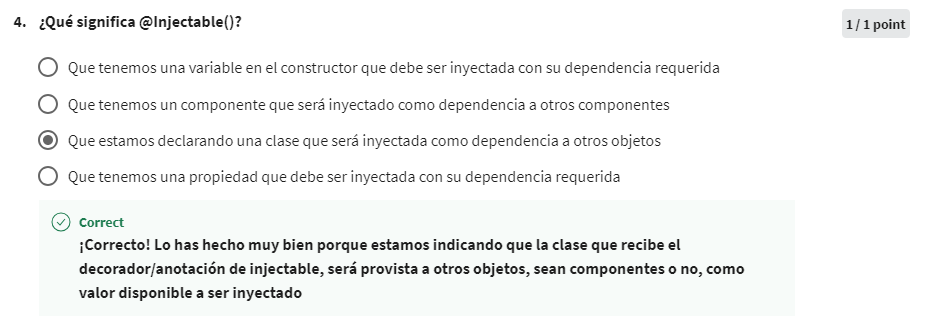 4. ¿Qué significa @Injectable()?
1 / 1 point
Que tenemos una variable en el constructor que debe ser inyectada con su dependencia requerida
Que tenemos un componente que será inyectado como dependencia a otros componentes
Que estamos declarando una clase que será inyectada como dependencia a otros objetos
Que tenemos una propiedad que debe ser inyectada con su dependencia requerida
Correct
¡Correcto! Lo has hecho muy bien porque estamos indicando que la clase que recibe el
decorador/anotación de injectable, será provista a otros objetos, sean componentes o no, como
valor disponible a ser inyectado